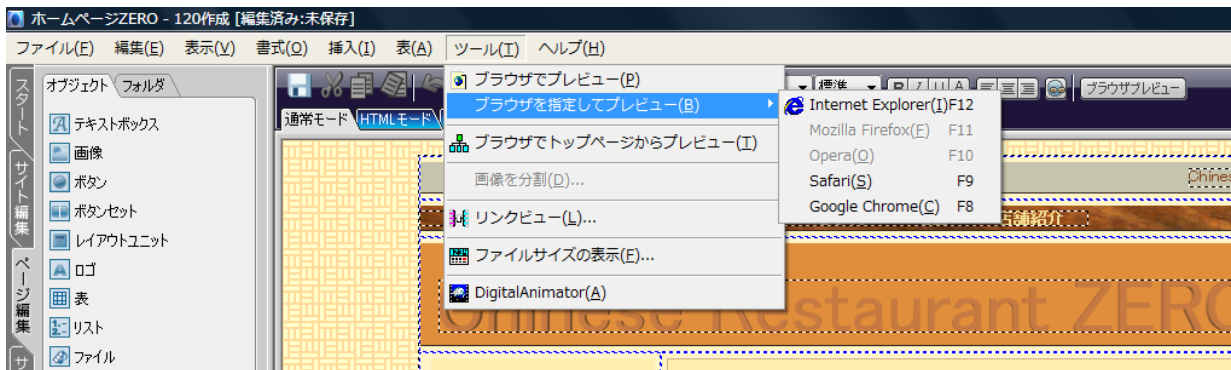 ホームページZERO - 120作成 [編集済み:未保存]
ファイル(F) 編集(E) 表示(V) 書式(O) 挿入(I) 表(A) ツール(T) ヘルプ(H)
スタート
サイト編集
ページ編集
サ
オブジェクト フォルダ
テキストボックス
画像
ボタン
ボタンセット
レイアウトユニット
ロゴ
表
リスト
ファイル
通常モード HTMLモード
標準 B I U A ブラウザプレビュー
ブラウザでプレビュー(P)
ブラウザを指定してプレビュー(B)
ブラウザでトップページからプレビュー(T)
画像を分割(D)...
リンクビュー(L)...
ファイルサイズの表示(F)...
DigitalAnimator(A)
Internet Explorer(I) F12
Mozilla Firefox(F) F11
Opera(O) F10
Safari(S) F9
Google Chrome(C) F8
Chines
店舗紹介
Chinese Restaurant ZERO